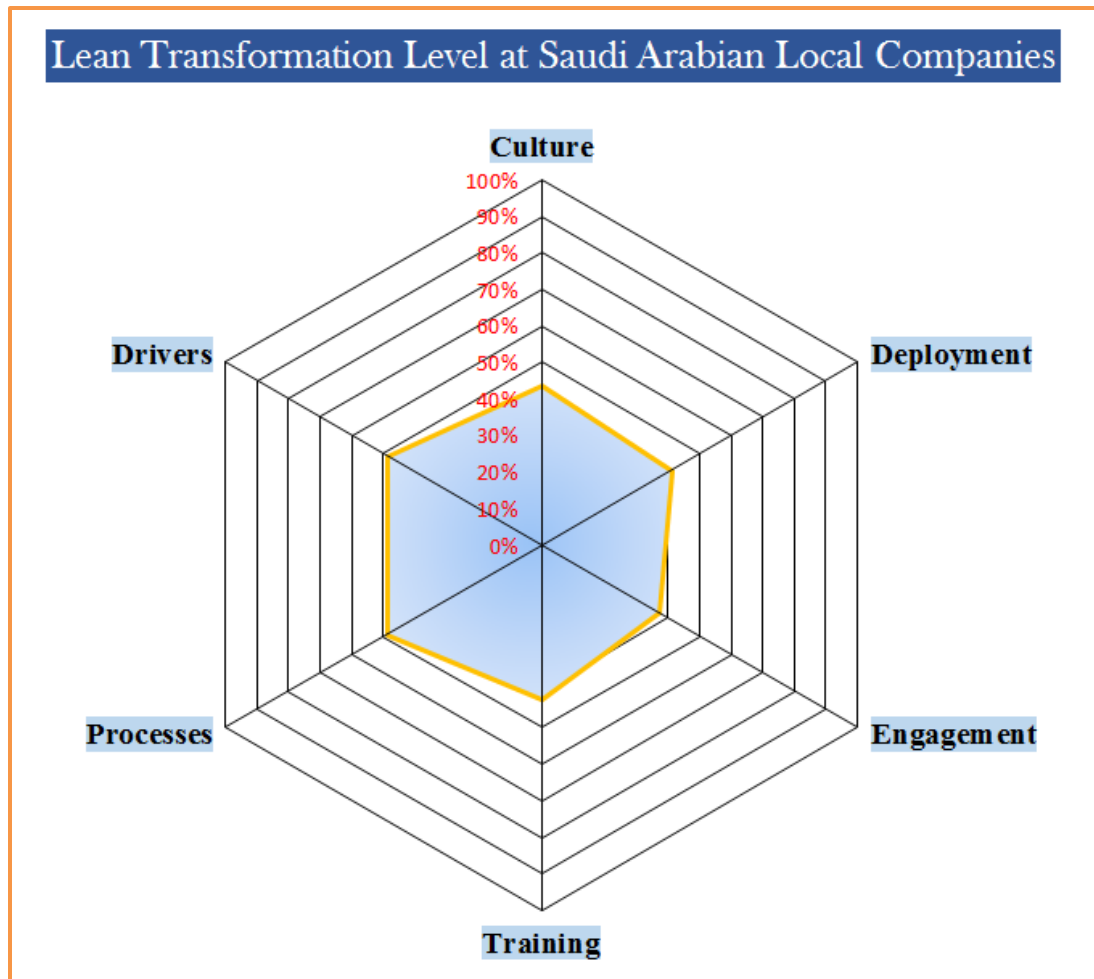 Lean Transformation Level at Saudi Arabian Local Companies
Culture
100%
90%
80%
70%
60%
50%
40%
30%
20%
10%
0%
Drivers
Deployment
Processes
Engagement
Training